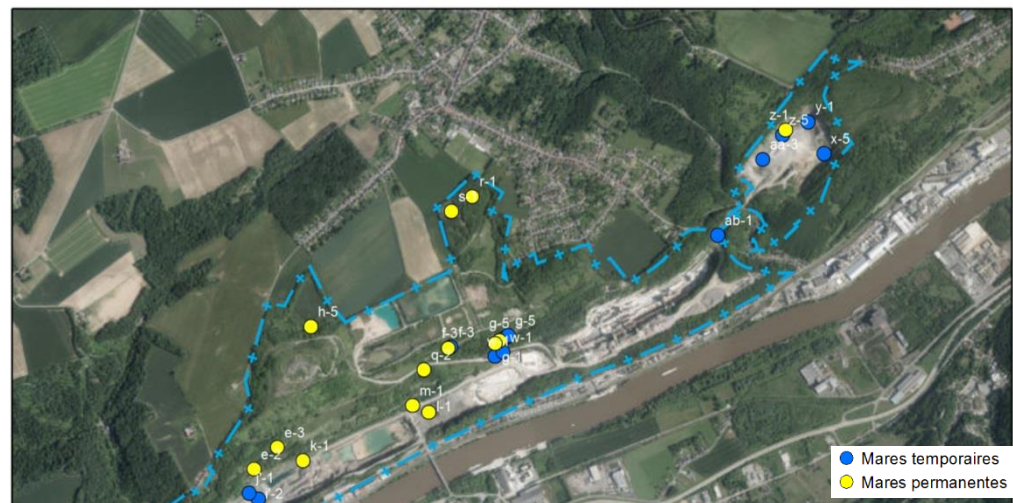 y-1
z-1
z-5
x-5
aa-3
r-1
s
ab-1
h-5
g-5
g-5
f-3
f-3
w-1
g-1
q-2
m-1
l-1
e-3
k-1
e-2
j-1
Mares temporaires
Mares permanentes